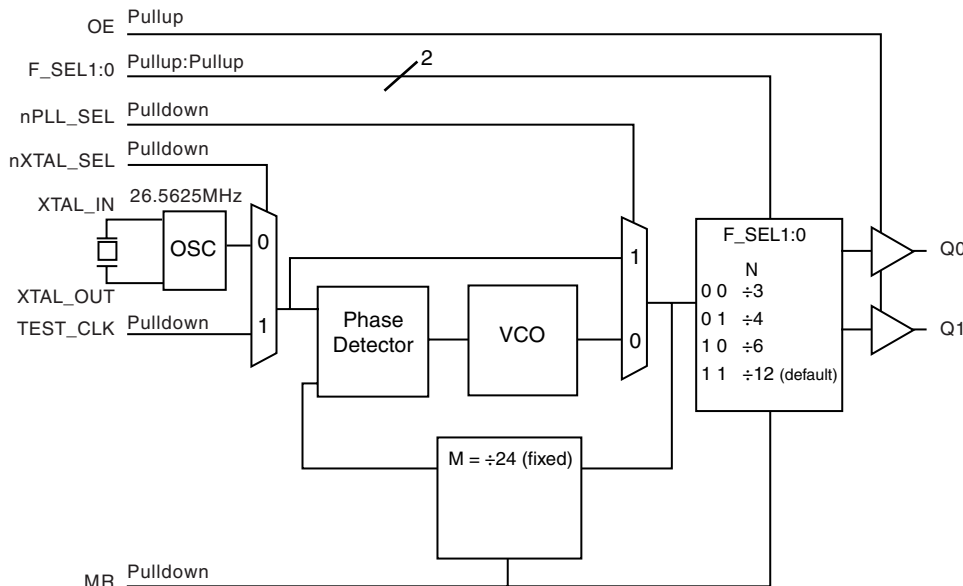 OE Pullup
F_SEL1:0 Pullup:Pullup 2
nPLL_SEL Pulldown
nXTAL_SEL Pulldown
XTAL_IN 26.5625MHz
OSC
XTAL_OUT
TEST_CLK Pulldown
0
1
Phase
Detector
VCO
1
0
F_SEL1:0
N
0 0 ÷3
0 1 ÷4
1 0 ÷6
1 1 ÷12 (default)
Q0
Q1
M = ÷24 (fixed)
MR Pulldown